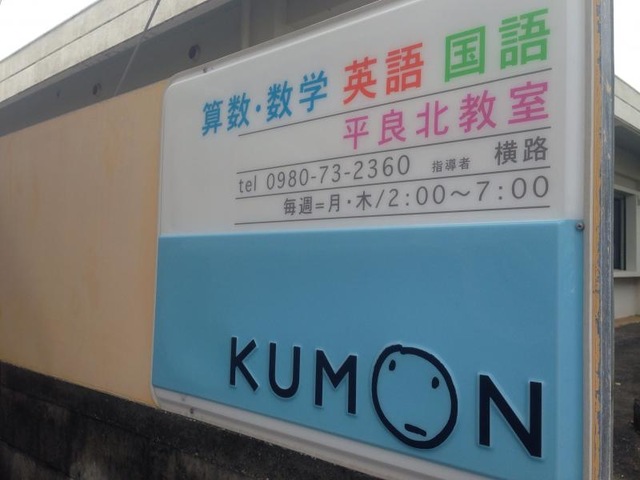 算数・数学 英語 国語
平良北教室
tel 0980-73-2360 指導者 横路
毎週=月・木/2:00～7:00
KUMON